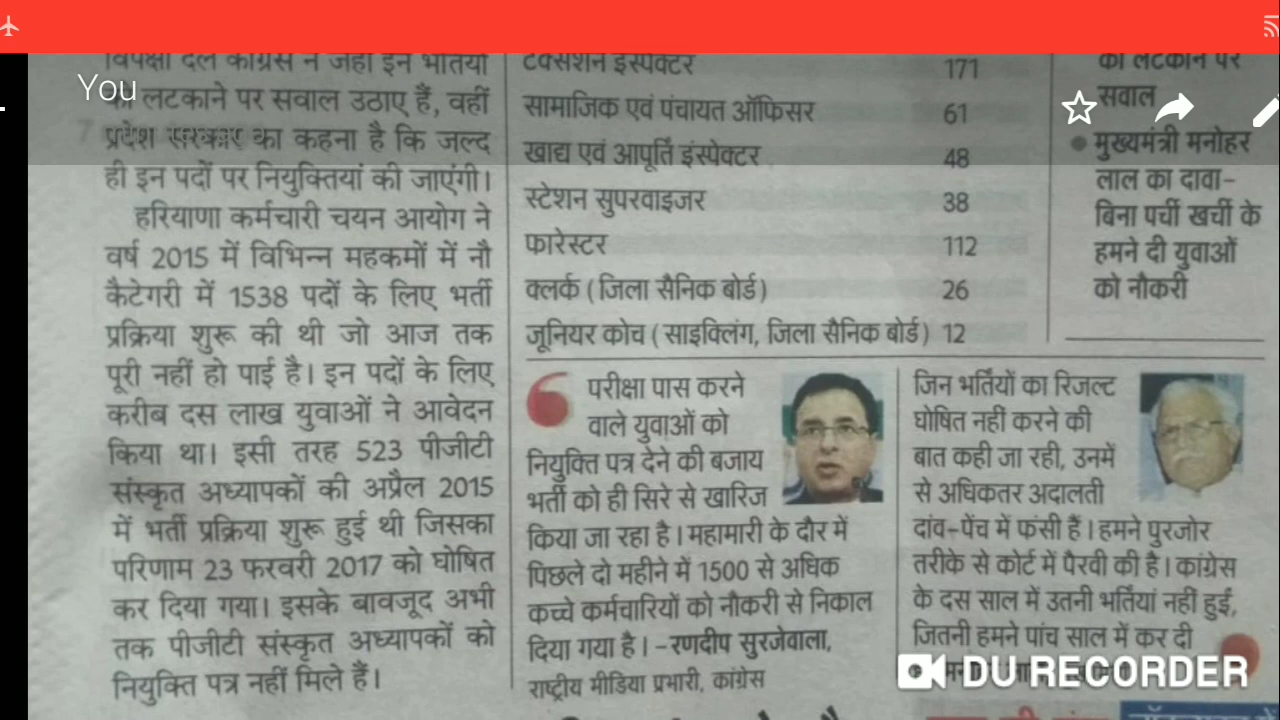 You
विपक्षी दल कांग्रेस ने जहां इन भर्तियों
को लटकाने पर सवाल उठाए हैं, वहीं
प्रदेश सरकार का कहना है कि जल्द
ही इन पदों पर नियुक्तियां की जाएंगी।
हरियाणा कर्मचारी चयन आयोग ने
वर्ष 2015 में विभिन्न महकमों में नौ
कैटेगरी में 1538 पदों के लिए भर्ती
प्रक्रिया शुरू की थी जो आज तक
पूरी नहीं हो पाई है। इन पदों के लिए
करीब दस लाख युवाओं ने आवेदन
किया था। इसी तरह 523 पीजीटी
संस्कृत अध्यापकों की अप्रैल 2015
में भर्ती प्रक्रिया शुरू हुई थी जिसका
परिणाम 23 फरवरी 2017 को घोषित
कर दिया गया। इसके बावजूद अभी
तक पीजीटी संस्कृत अध्यापकों को
नियुक्ति पत्र नहीं मिले हैं।
टैक्सेशन इंस्पेक्टर 171
सामाजिक एवं पंचायत ऑफिसर 61
खाद्य एवं आपूर्ति इंस्पेक्टर 48
स्टेशन सुपरवाइजर 38
फारेस्टर 112
क्लर्क (जिला सैनिक बोर्ड) 26
जूनियर कोच (साइक्लिंग, जिला सैनिक बोर्ड) 12
परीक्षा पास करने
वाले युवाओं को
नियुक्ति पत्र देने की बजाय
भर्ती को ही सिरे से खारिज
किया जा रहा है। महामारी के दौर में
पिछले दो महीने में 1500 से अधिक
कच्चे कर्मचारियों को नौकरी से निकाल
दिया गया है। -रणदीप सुरजेवाला,
राष्ट्रीय मीडिया प्रभारी, कांग्रेस
को लटकाने पर
सवाल
मुख्यमंत्री मनोहर
लाल का दावा-
बिना पर्ची खर्ची के
हमने दी युवाओं
को नौकरी
जिन भर्तियों का रिजल्ट
घोषित नहीं करने की
बात कही जा रही, उनमें
से अधिकतर अदालती
दांव-पेंच में फंसी हैं। हमने पुरजोर
तरीके से कोर्ट में पैरवी की है। कांग्रेस
के दस साल में उतनी भर्तियां नहीं हुई,
जितनी हमने पांच साल में कर दी
DU RECORDER